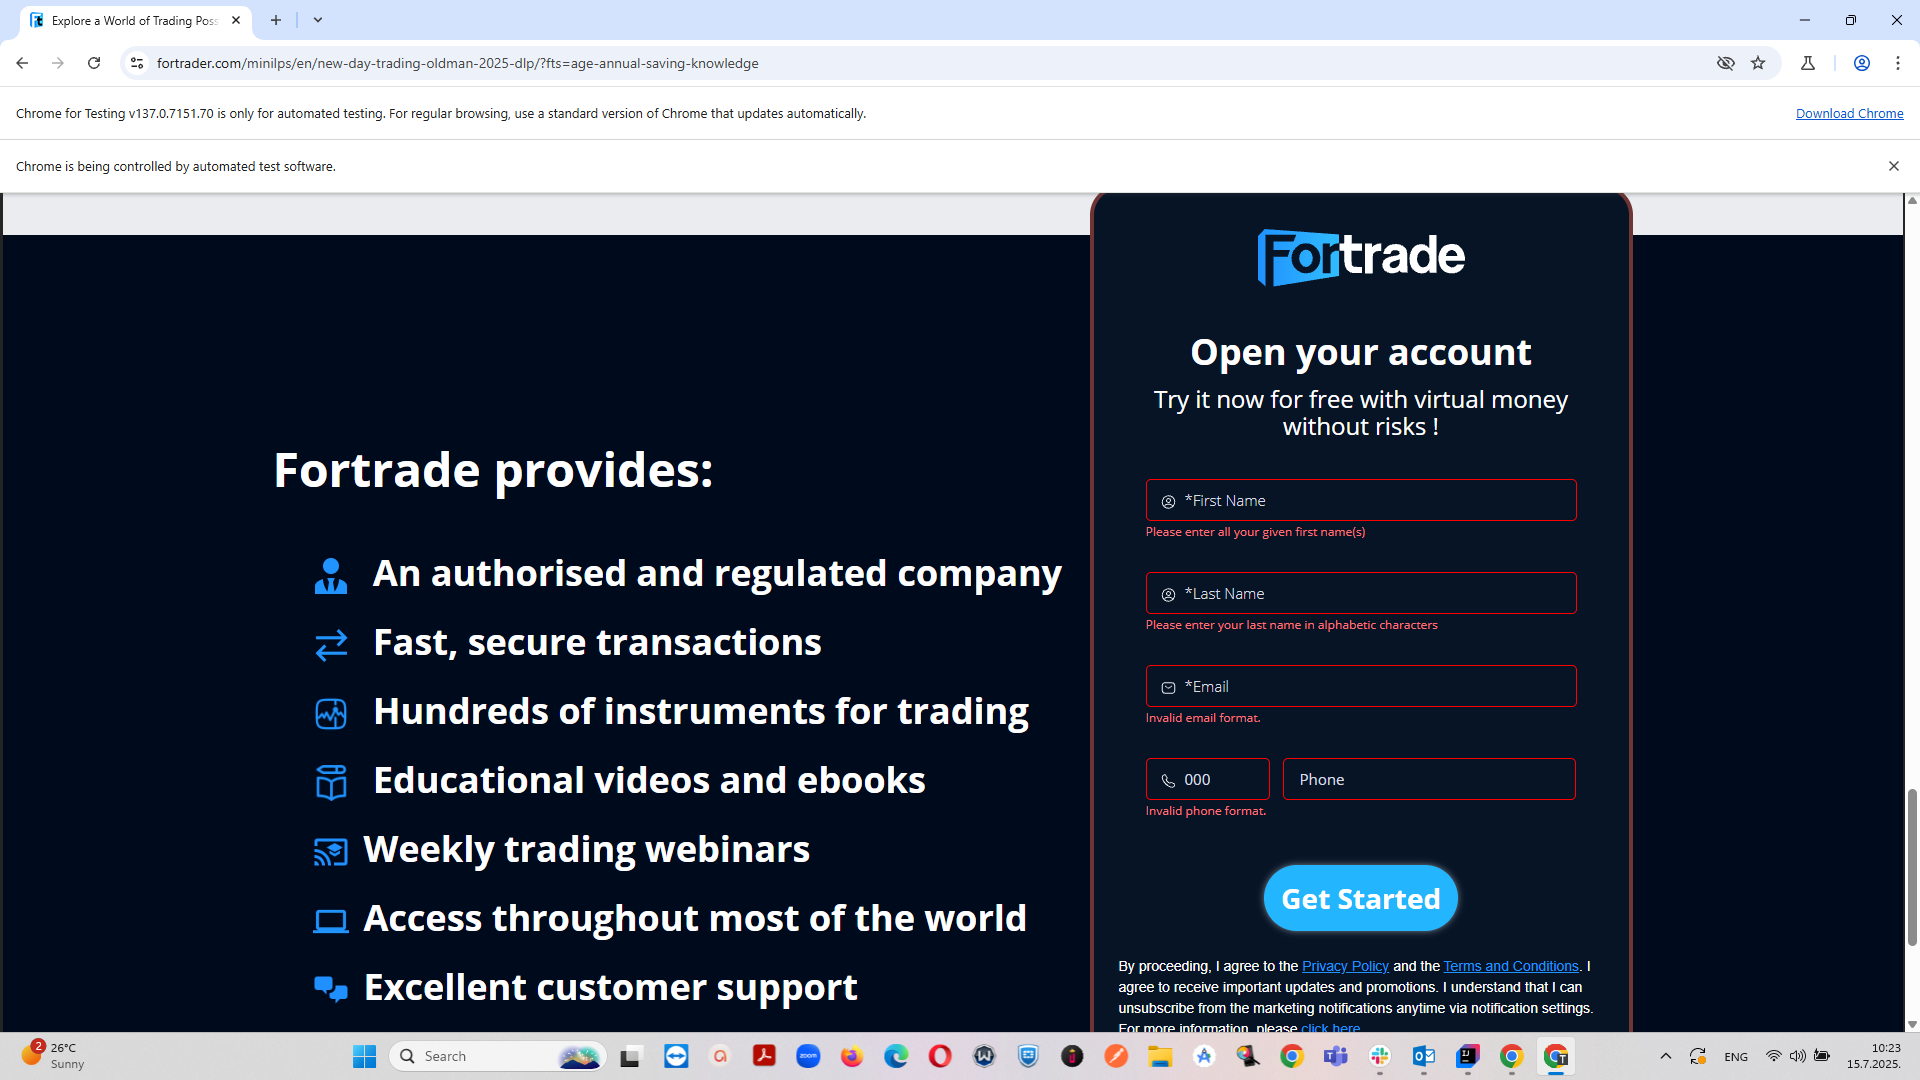 Explore a World of Trading Poss
fortrader.com/minilps/en/new-day-trading-oldman-2025-dlp/?fts=age-annual-saving-knowledge
Chrome for Testing v137.0.7151.70 is only for automated testing. For regular browsing, use a standard version of Chrome that updates automatically.
Download Chrome
Chrome is being controlled by automated test software.
Fortrade
Open your account
Try it now for free with virtual money
without risks !
*First Name
Please enter all your given first name(s)
*Last Name
Please enter your last name in alphabetic characters
*Email
Invalid email format.
000
Phone
Invalid phone format.
Get Started
By proceeding, I agree to the Privacy Policy and the Terms and Conditions. I
agree to receive important updates and promotions. I understand that I can
unsubscribe from the marketing notifications anytime via notification settings.
For more information, please click here
Fortrade provides:
An authorised and regulated company
Fast, secure transactions
Hundreds of instruments for trading
Educational videos and ebooks
Weekly trading webinars
Access throughout most of the world
Excellent customer support
2
26°C
Sunny
Search
zoom
ENG
10:23
15.7.2025.